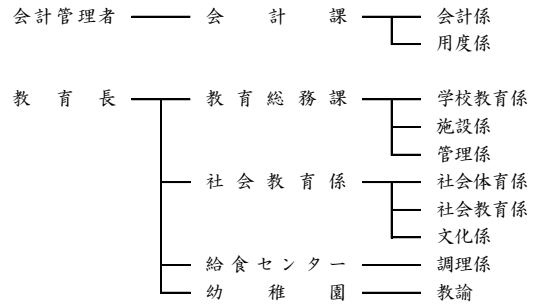 会計管理者 会計課 会計係
用度係
教育長 教育総務課 学校教育係
施設係
管理係
社会教育係 社会体育係
社会教育係
文化係
給食センター 調理係
幼稚園 教諭